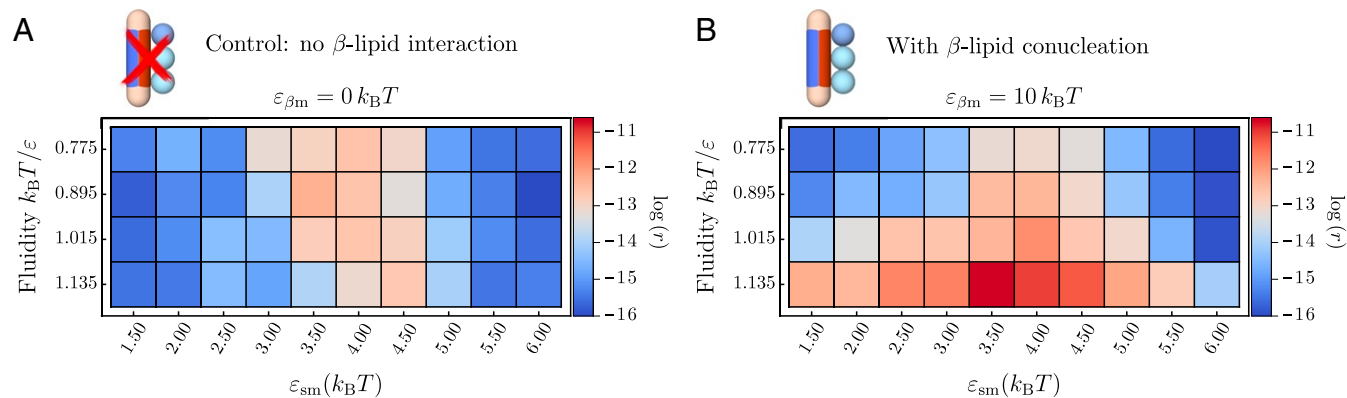 A
Control: no β-lipid interaction
ε_βm = 0 k_BT
Fluidity k_BT/ε
0.775
0.895
1.015
1.135
1.50 2.00 2.50 3.00 3.50 4.00 4.50 5.00 5.50 6.00
ε_sm(k_BT)
−11
−12
−13
−14
−15
−16
log (r)
B
With β-lipid conucleation
ε_βm = 10 k_BT
Fluidity k_BT/ε
0.775
0.895
1.015
1.135
1.50 2.00 2.50 3.00 3.50 4.00 4.50 5.00 5.50 6.00
ε_sm(k_BT)
−11
−12
−13
−14
−15
−16
log (r)